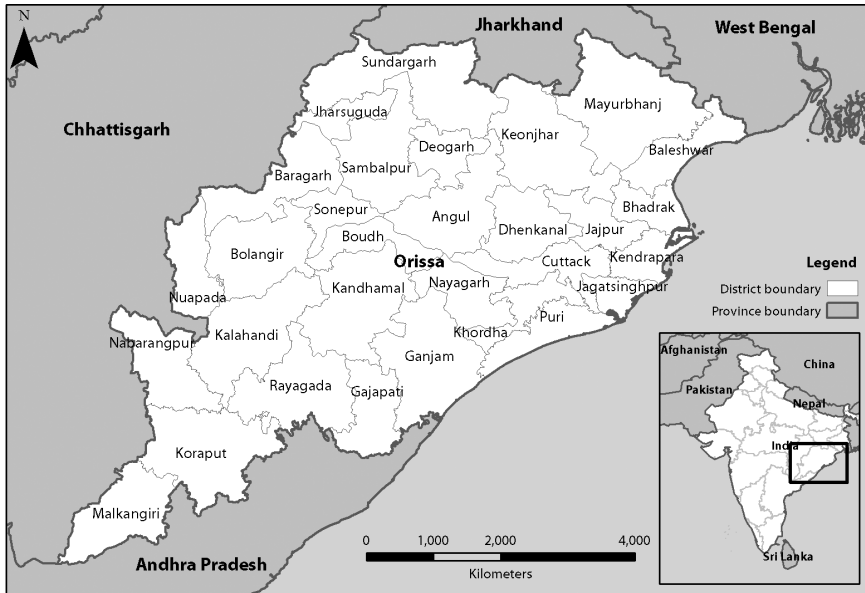 N
Jharkhand
West Bengal
Sundargarh
Mayurbhanj
Jharsuguda
Chhattisgarh
Keonjhar
Deogarh
Baleshwar
Sambalpur
Baragarh
Bhadrak
Sonepur
Angul
Dhenkanal
Jajpur
Boudh
Bolangir
Orissa
Cuttack
Kendrapara
Legend
Kandhamal
Nayagarh
Jagatsinghpur
District boundary
Nuapada
Province boundary
Puri
Khordha
Kalahandi
Nabarangpur
Ganjam
Afghanistan
China
Rayagada
Gajapati
Pakistan
Nepal
India
Koraput
Malkangiri
0 1,000 2,000 4,000
Kilometers
Andhra Pradesh
Sri Lanka